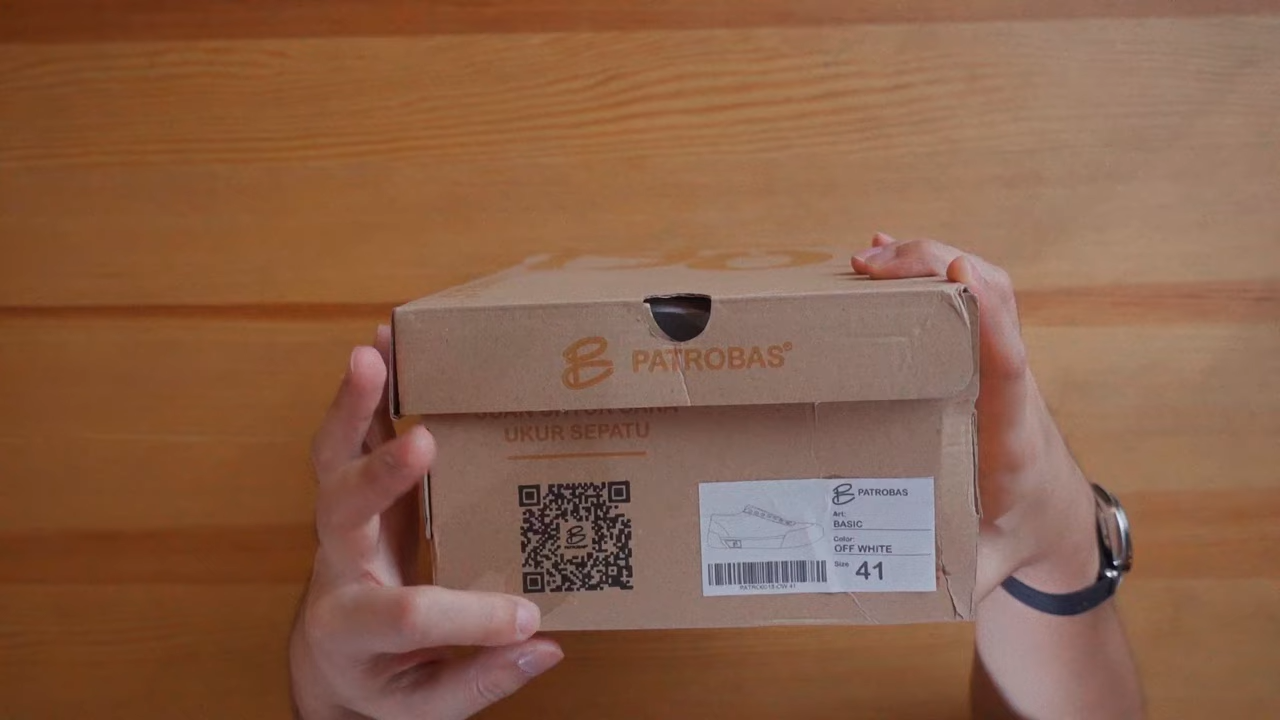 PATROBAS®
UKUR SEPATU
PATROBAS
Art:
BASIC
Color:
OFF WHITE
Size
41